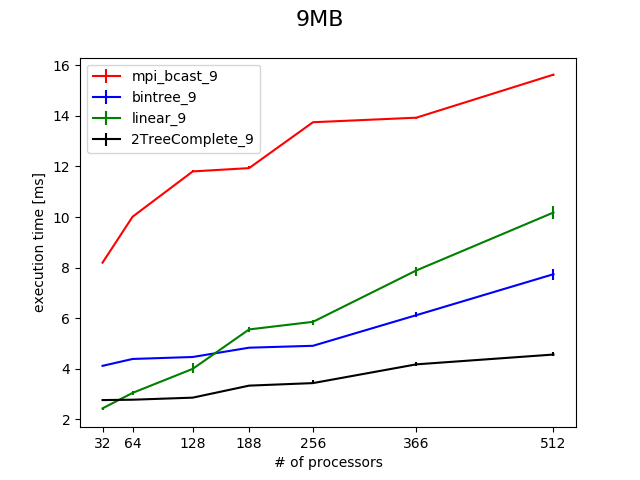 9MB
mpi_bcast_9
bintree_9
linear_9
2TreeComplete_9
execution time [ms]
16
14
12
10
8
6
4
2
32 64 128 188 256 366 512
# of processors